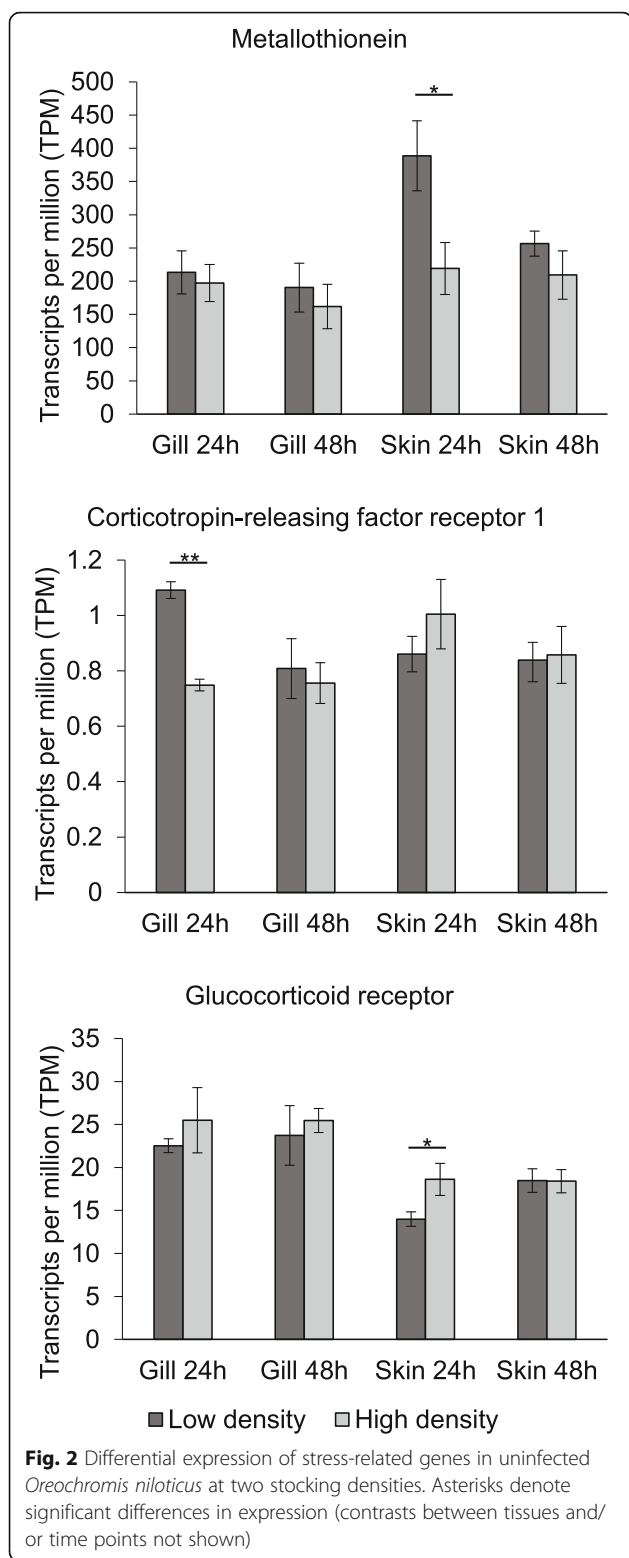 Metallothionein
Transcripts per million (TPM)
500
450
400
350
300
250
200
150
100
50
0
*
Gill 24h Gill 48h Skin 24h Skin 48h
Corticotropin-releasing factor receptor 1
Transcripts per million (TPM)
1.2
1
0.8
0.6
0.4
0.2
0
**
Gill 24h Gill 48h Skin 24h Skin 48h
Glucocorticoid receptor
Transcripts per million (TPM)
35
30
25
20
15
10
5
0
*
Gill 24h Gill 48h Skin 24h Skin 48h
Low density High density
Fig. 2 Differential expression of stress-related genes in uninfected
Oreochromis niloticus at two stocking densities. Asterisks denote
significant differences in expression (contrasts between tissues and/
or time points not shown)